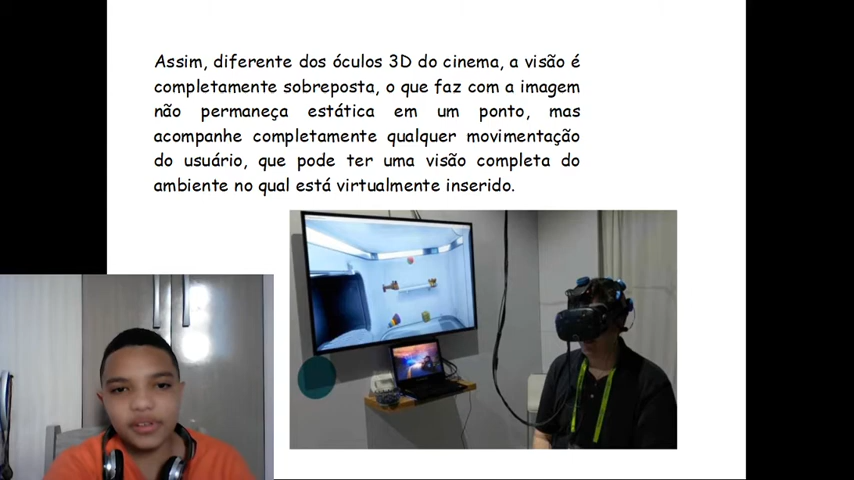 Assim, diferente dos óculos 3D do cinema, a visão é
completamente sobreposta, o que faz com a imagem
não permaneça estática em um ponto, mas
acompanhe completamente qualquer movimentação
do usuário, que pode ter uma visão completa do
ambiente no qual está virtualmente inserido.